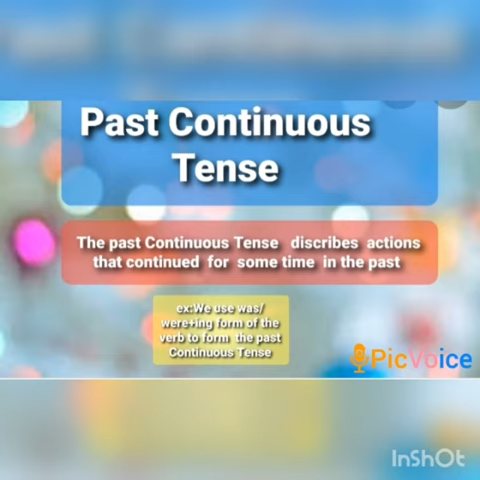 Past Continuous
Tense
The past Continuous Tense discribes actions
that continued for some time in the past
ex:We use was/
were+ing form of the
verb to form the past
Continuous Tense
PicVoice
InShOt